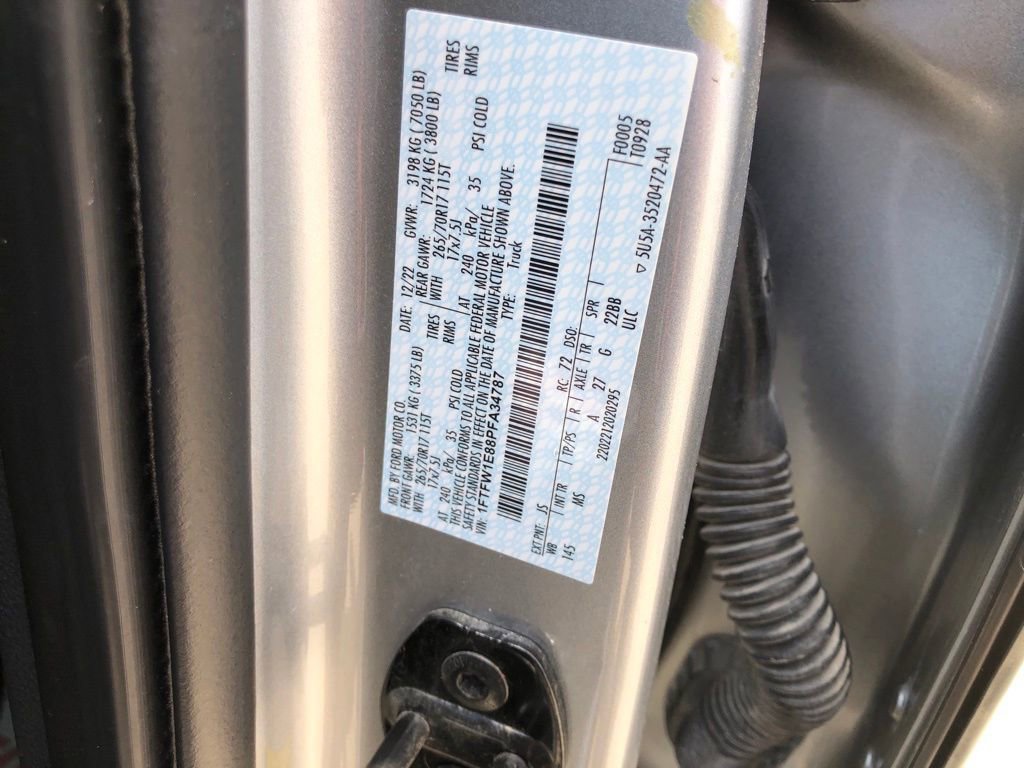 MFD. BY FORD MOTOR CO.
DATE: 12/22 GVWR: 3198 KG ( 7050 LB)
FRONT GAWR: 1531 KG ( 3375 LB) REAR GAWR: 1724 KG ( 3800 LB)
WITH 265/70R17 115T TIRES WITH 265/70R17 115T TIRES
17x7.5J RIMS 17x7.5J RIMS
AT 240 kPa/ 35 PSI COLD AT 240 kPa/ 35 PSI COLD
THIS VEHICLE CONFORMS TO ALL APPLICABLE FEDERAL MOTOR VEHICLE
SAFETY STANDARDS IN EFFECT ON THE DATE OF MANUFACTURE SHOWN ABOVE.
VIN: 1FTFW1E88PFA34787 TYPE: Truck
F0005
T0928
EXT PNT: JS RC: 72 DSO:
WB INT TR TP/PS R AXLE TR SPR
145 MS A 27 G 22BB
2202212020295 ULC
▽ 5U5A-3520472-AA